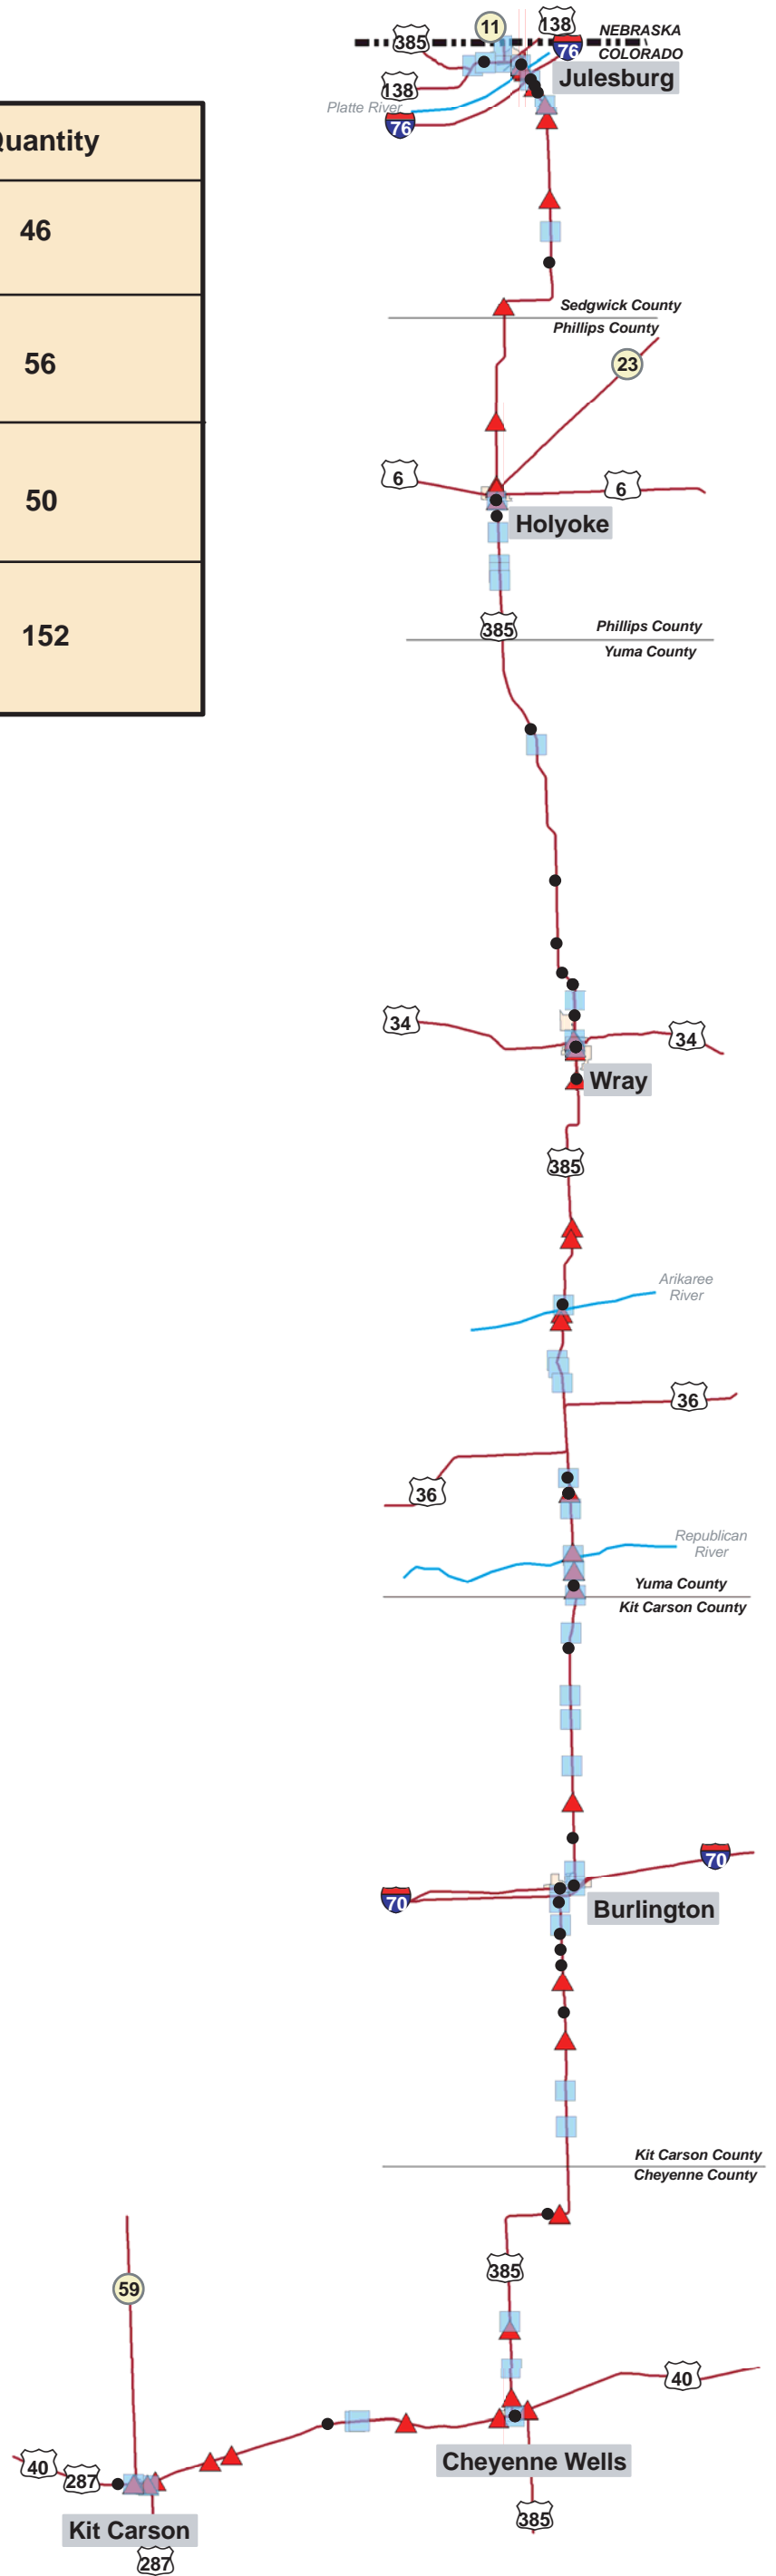 11
138
NEBRASKA
385
76
COLORADO
Julesburg
138
Platte River
76
46
56
50
152
Sedgwick County
Phillips County
23
6
6
Holyoke
385
Phillips County
Yuma County
34
34
Wray
385
Arikaree
River
36
36
Republican
River
Yuma County
Kit Carson County
70
70
Burlington
Kit Carson County
Cheyenne County
385
59
40
Cheyenne Wells
40
287
385
Kit Carson
287